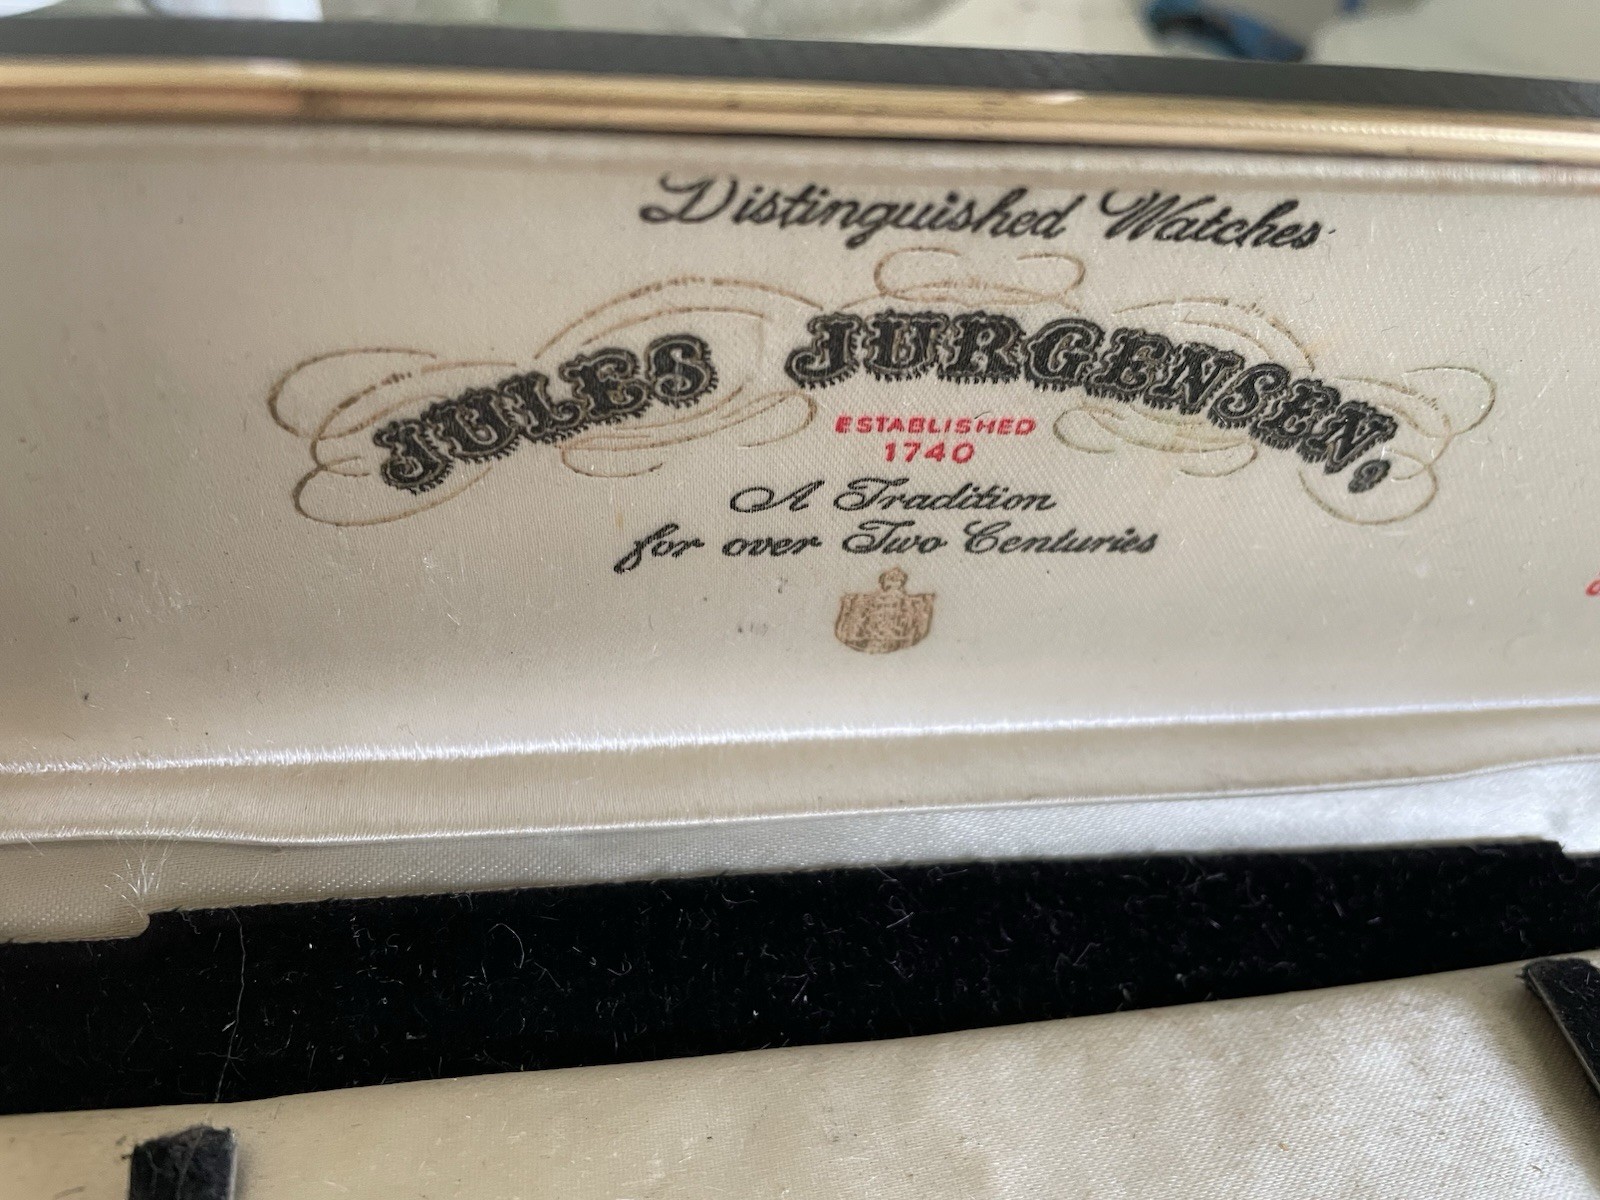 Distinguished Watches
JULES JURGENSEN,
ESTABLISHED
1740
A Tradition
for over Two Centuries